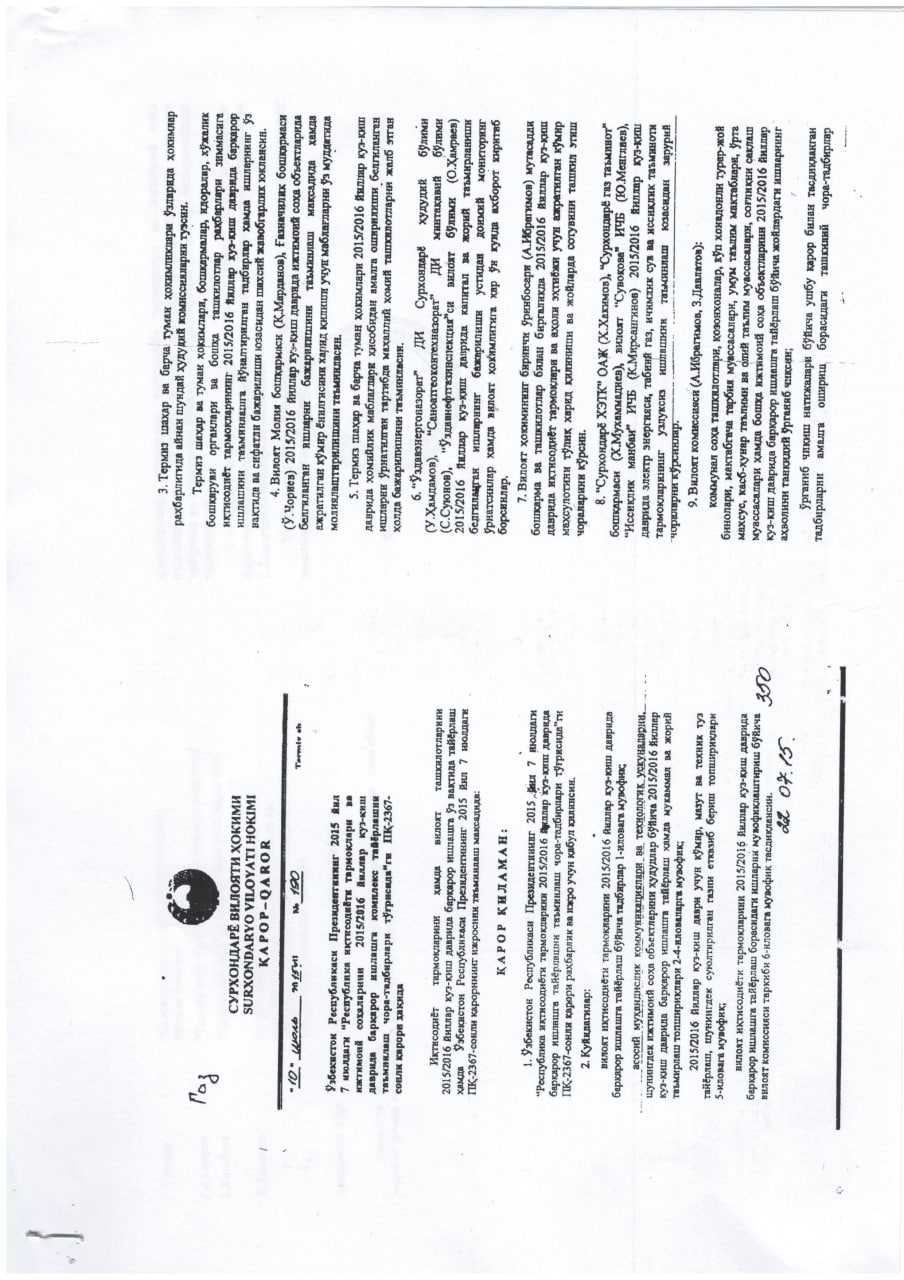 Газ
СУРХОНДАРЁ ВИЛОЯТИ ҲОКИМИ
SURXONDARYO VILOYATI HOKIMI
ҚАРОР-QAROR
"10" июль 2015 й № 190 Termiz sh
Ўзбекистон Республикаси Президентининг 2015 йил
7 июлдаги "Республика иқтисодиёти тармоқлари ва
ижтимоий соҳаларини 2015/2016 йиллар куз-қиш
даврида барқарор ишлашга комплекс тайёрлашни
таъминлаш чора-тадбирлари тўғрисида"ги ПҚ-2367-
сонли қарори ҳақида
Иқтисодиёт тармоқларини ҳамда вилоят ташкилотларини
2015/2016 йиллар куз-қиш даврида барқарор ишлашга ўз вақтида тайёрлаш
ҳамда Ўзбекистон Республикаси Президентининг 2015 йил 7 июлдаги
ПҚ-2367-сонли қарорининг ижросини таъминлаш мақсадида:
ҚАРОР ҚИЛАМАН:
1. Ўзбекистон Республикаси Президентининг 2015 йил 7 июлдаги
"Республика иқтисодиёти тармоқларини 2015/2016 йиллар куз-қиш даврида
барқарор ишлашга тайёрлашни таъминлаш чора-тадбирлари тўғрисида"ги
ПҚ-2367-сонли қарори раҳбарлик ва ижро учун қабул қилинсин.
2. Қуйидагилар:
вилоят иқтисодиёти тармоқларини 2015/2016 йиллар куз-қиш даврида
барқарор ишлашга тайёрлаш бўйича тадбирлар 1-иловага мувофиқ;
асосий муҳандислик коммуникациялари ва технологик ускуналарни,
шунингдек ижтимоий соҳа объектларини ҳудудлар бўйича 2015/2016 йиллар
куз-қиш даврида барқарор ишлашга тайёрлаш ҳамда мукаммал ва жорий
таъмирлаш топшириқлари 2-4-иловаларга мувофиқ;
2015/2016 йиллар куз-қиш даври учун кўмир, мазут ва техник туз
тайёрлаш, шунингдек суюлтирилган газни етказиб бериш топшириқлари
5-иловага мувофиқ;
вилоят иқтисодиёти тармоқларини 2015/2016 йиллар куз-қиш даврида
барқарор ишлашга тайёрлаш борасидаги ишларни мувофиқлаштириш бўйича
вилоят комиссияси таркиби 6-иловага мувофиқ тасдиқлансин.
22 07.15. 350
3. Термиз шаҳар ва барча туман ҳокимликлари ўзларида ҳокимлар
раҳбарлигида айнан шундай ҳудудий комиссияларни тузсин.
Термиз шаҳар ва туман ҳокимлари, бошқармалар, идоралар, хўжалик
бошқаруви органлари ва бошқа ташкилотлар раҳбарлари зиммасига
иқтисодиёт тармоқларининг 2015/2016 йиллар куз-қиш даврида барқарор
ишлашини таъминлашга йўналтирилган тадбирлар ҳамда ишларнинг ўз
вақтида ва сифатли бажарилиши юзасидан шахсий жавобгарлик юклансин.
4. Вилоят Молия бошқармаси (Қ.Марданов), Ғазначилик бошқармаси
(Ў.Чориев) 2015/2016 йиллар куз-қиш даврида ижтимоий соҳа объектларида
белгиланган ишларни бажарилишини таъминлаш мақсадида ҳамда
ажратилган кўмир ёнилғисини харид қилиши учун маблағларни ўз муддатида
молиялаштирилишини таъминласин.
5. Термиз шаҳар ва барча туман ҳокимлари 2015/2016 йиллар куз-қиш
даврида ҳомийлик маблағлари ҳисобидан амалга оширилиши белгиланган
ишларни ўрнатилган тартибда маҳаллий ҳомий ташкилотларни жалб этган
ҳолда бажарилишини таъминласин.
6. "Ўздавэнергоназорат" ДИ Сурхондарё ҳудудий бўлими
(У.Ҳамдамов), "Саноатгеоконтехназорат" ДИ минтақавий бўлими
(С.Суюнов), "Ўздавнефтгазинспекция"си вилоят бўлими (О.Ҳамраев)
2015/2016 йиллар куз-қиш даврида капитал ва жорий таъмирланиши
белгиланган ишларнинг бажарилиши устидан доимий мониторинг
ўрнатсинлар ҳамда вилоят ҳокимлигига ҳар ўн кунда ахборот киритиб
борсинлар.
7. Вилоят ҳокимининг биринчи ўринбосари (А.Ибрагимов) мутасадди
бошқарма ва ташкилотлар билан биргаликда 2015/2016 йиллар куз-қиш
даврида иқтисодиёт тармоқлари ва аҳоли эҳтиёжи учун ажратилган кўмир
маҳсулотини тўлиқ харид қилиниши ва жойларда сотувини ташкил этиш
чораларини кўрсин.
8. "Сурхондарё ХЭТК" ОАЖ (Х.Хакимов), "Сурхондарё газ таъминот"
бошқармаси (Х.Мухаммадиев), вилоят "Сувоқова" ИЧБ (Ю.Менглиев),
"Иссиқлик манбаи" ИЧБ (К.Мирсангинов) 2015/2016 йиллар куз-қиш
даврида электр энергияси, табиий газ, ичимлик сув ва иссиқлик таъминоти
тармоқларининг узлуксиз ишлашини таъминлаш юзасидан зарурий
чораларни кўрсинлар.
9. Вилоят комиссияси (А.Ибрагимов, З.Давлатов):
коммунал соҳа ташкилотлари, қозонхоналар, кўп хонадонли турар-жой
бинолари, мактабгача тарбия муассасалари, умум таълим мактаблари, ўрта
махсус, касб-ҳунар таълими ва олий таълим муассасалари, соғлиқни сақлаш
муассасалари ҳамда бошқа ижтимоий соҳа объектларини 2015/2016 йиллар
куз-қиш даврида барқарор ишлашга тайёрлаш бўйича жойлардаги ишларнинг
аҳволини танқидий ўрганиб чиқсин;
ўрганиб чиқиш натижалари бўйича ушбу қарор билан тасдиқланган
тадбирларни амалга ошириш борасидаги ташкилий чора-тадбирлар